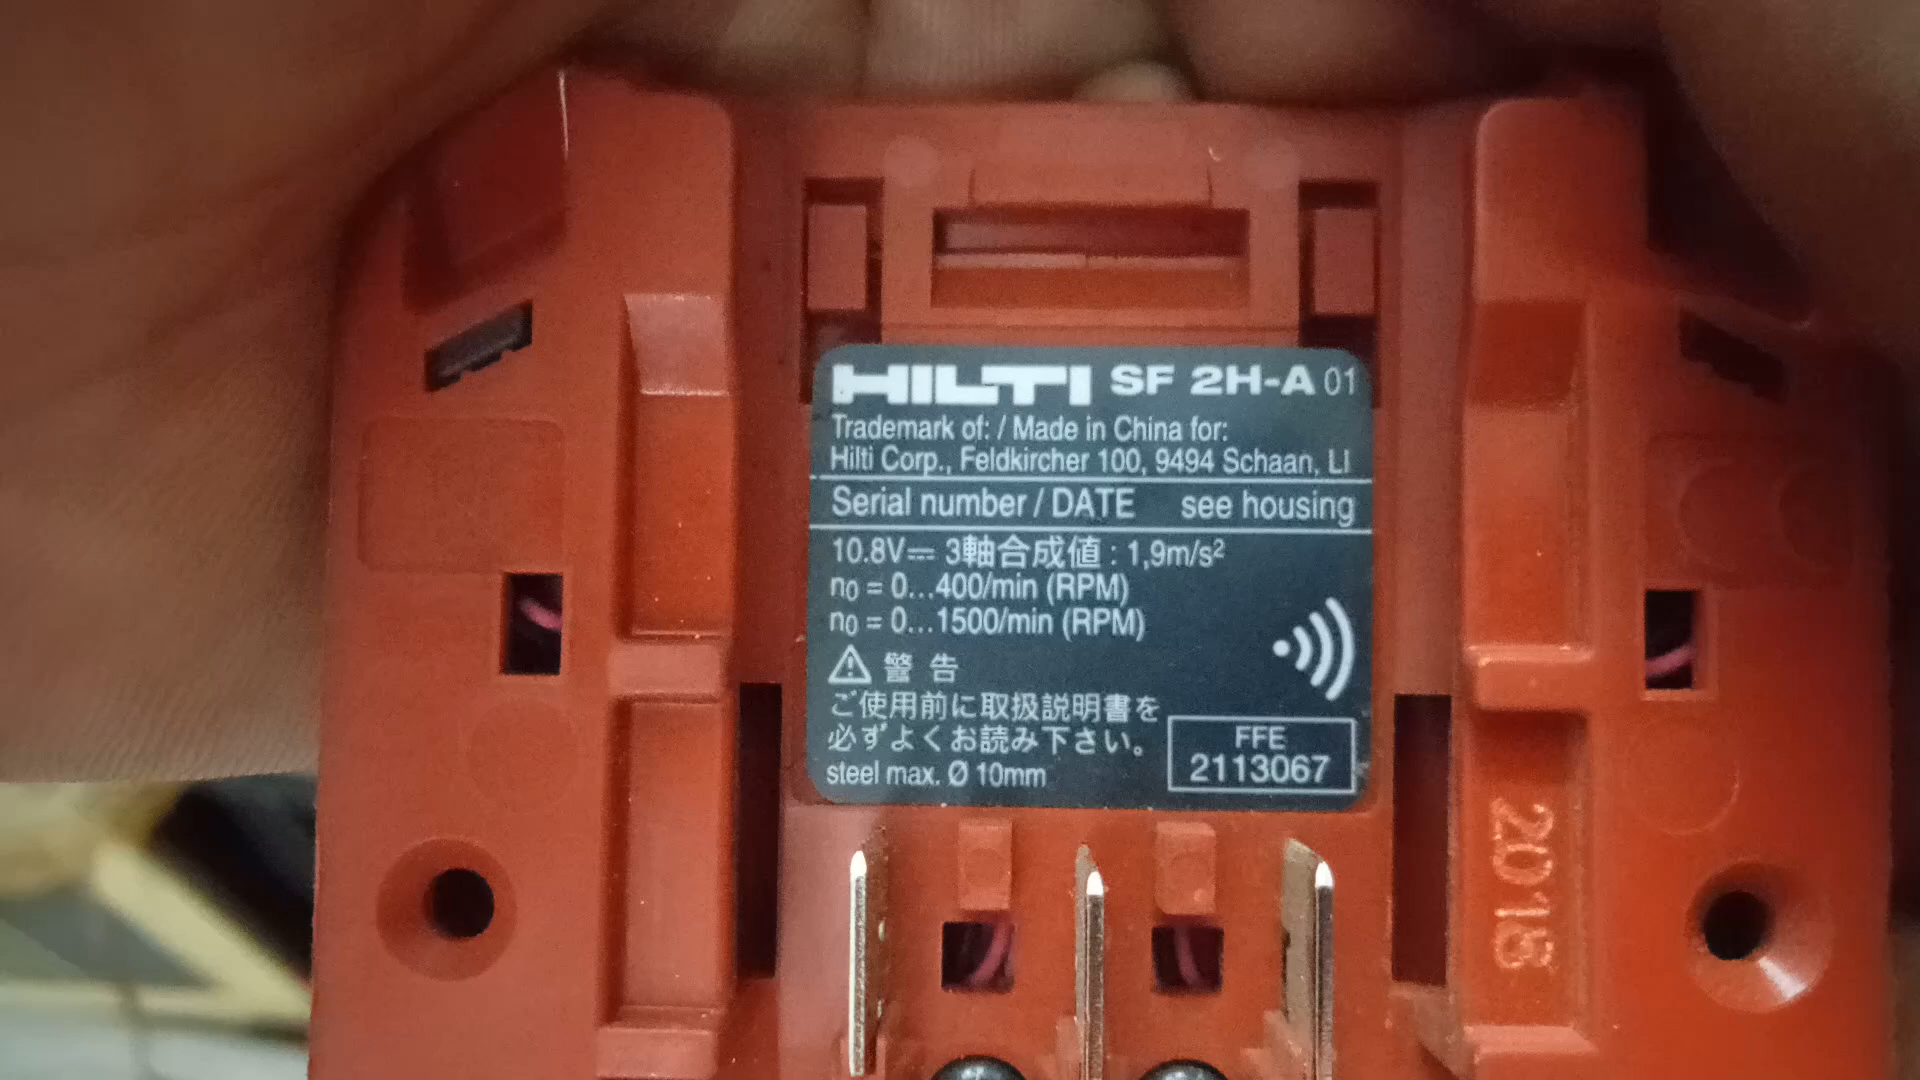 HILTI SF 2H-A 01
Trademark of: / Made in China for:
Hilti Corp., Feldkircher 100, 9494 Schaan, LI
Serial number / DATE see housing
10.8V⎓ 3軸合成値 : 1,9m/s²
n₀ = 0...400/min (RPM)
n₀ = 0...1500/min (RPM)
警 告
ご使用前に取扱説明書を
必ずよくお読み下さい。
steel max. Ø 10mm
FFE
2113067
2015